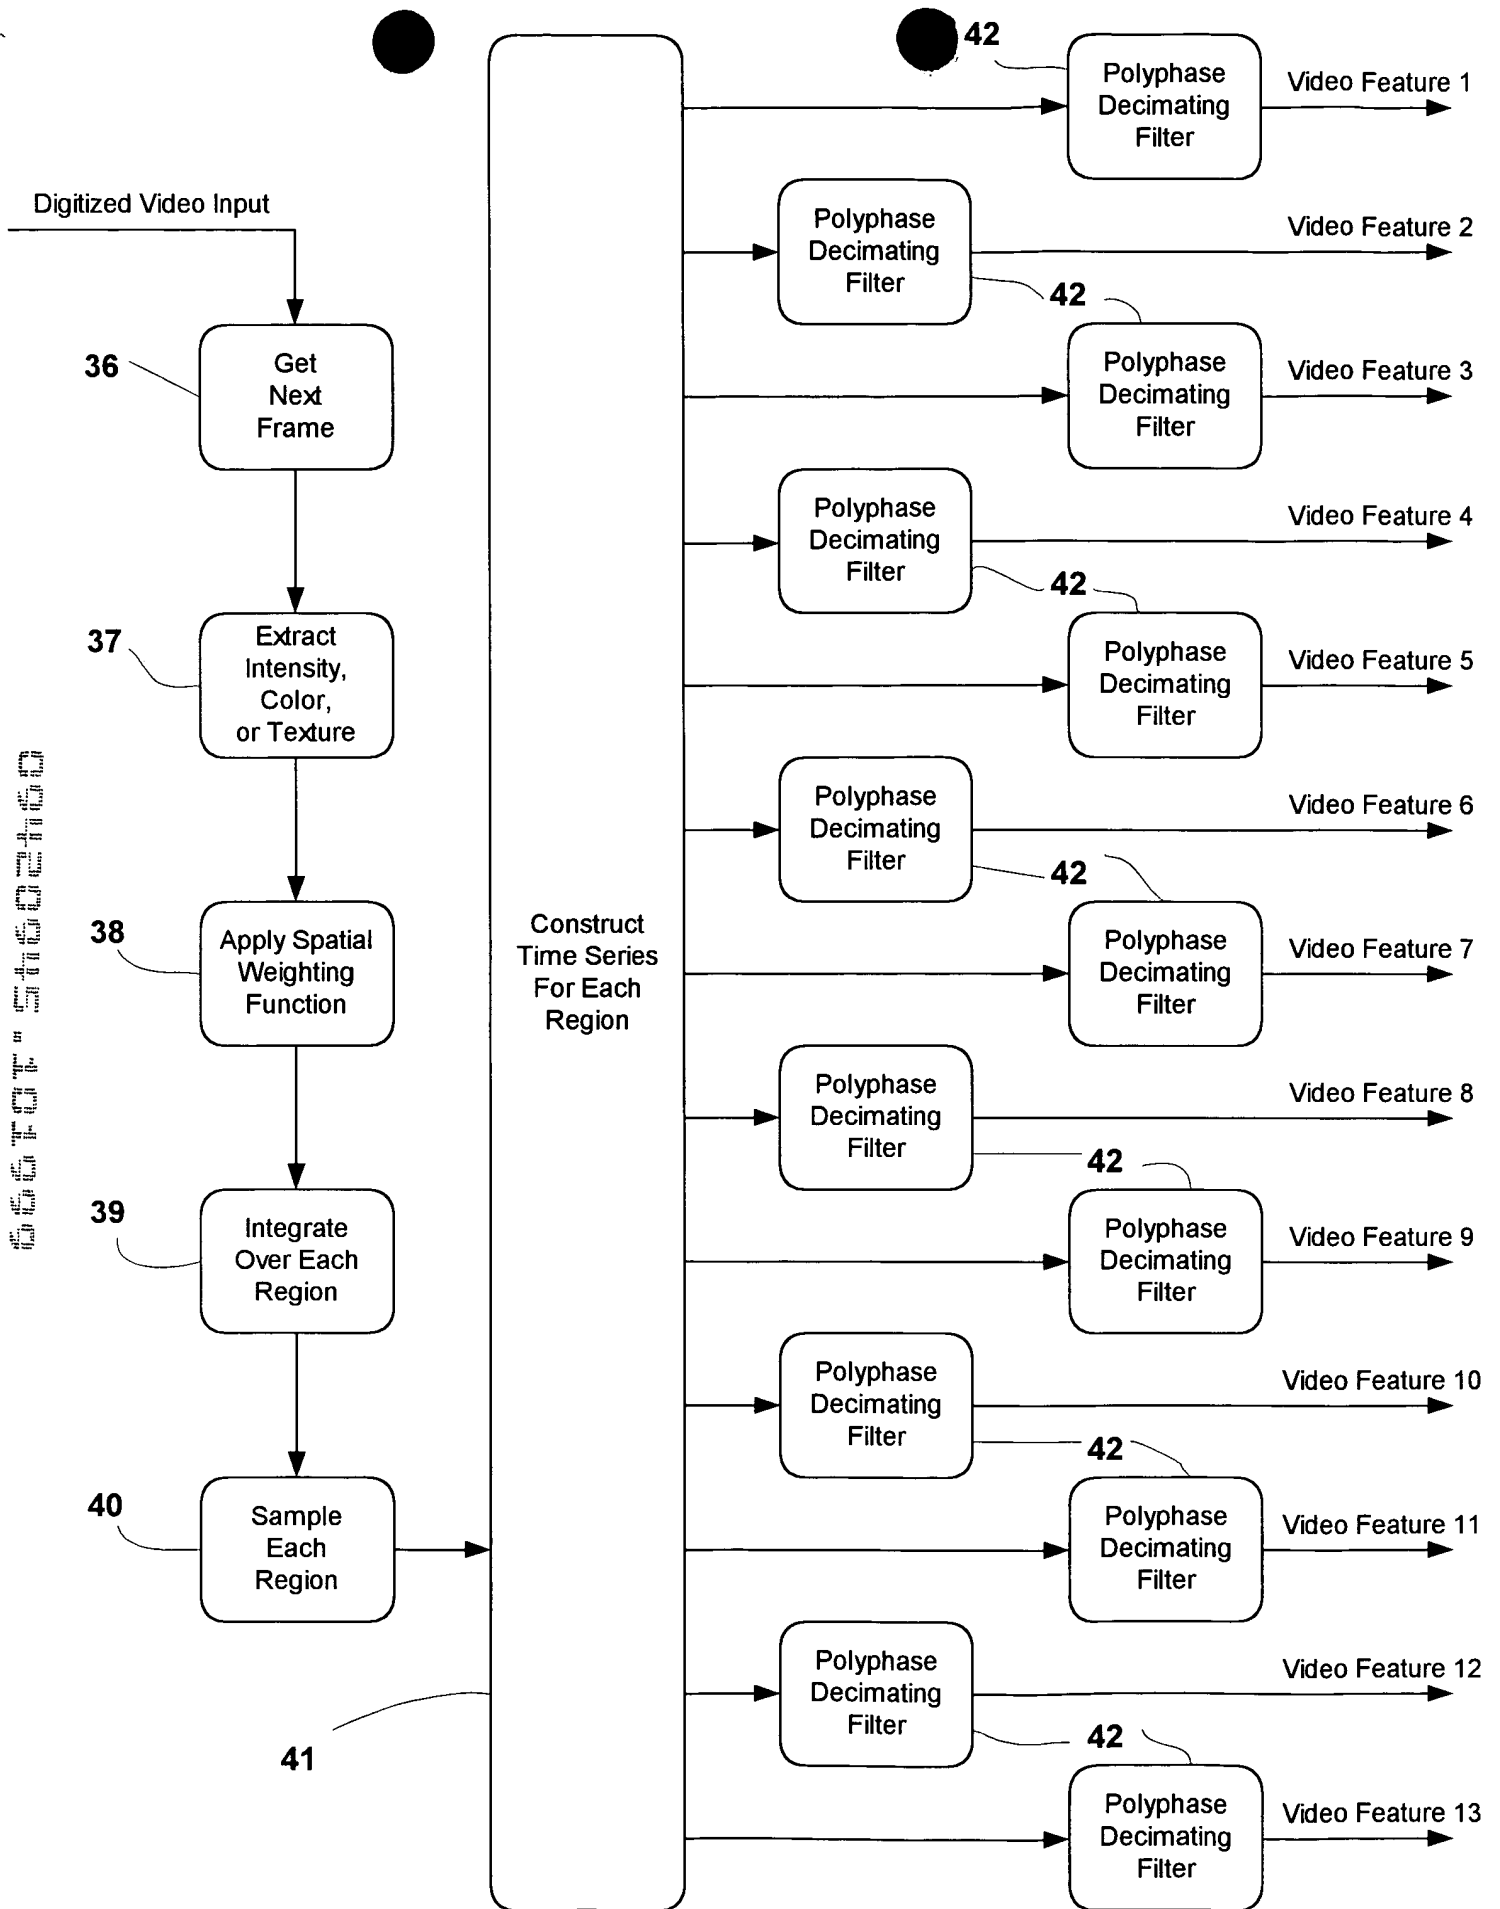 42
Polyphase
Decimating
Filter
Video Feature 1
Digitized Video Input
Polyphase
Decimating
Filter
Video Feature 2
42
36
Get
Next
Frame
Polyphase
Decimating
Filter
Video Feature 3
Polyphase
Decimating
Filter
Video Feature 4
42
37
Extract
Intensity,
Color,
or Texture
Polyphase
Decimating
Filter
Video Feature 5
Polyphase
Decimating
Filter
Video Feature 6
42
38
Apply Spatial
Weighting
Function
Construct
Time Series
For Each
Region
Polyphase
Decimating
Filter
Video Feature 7
Polyphase
Decimating
Filter
Video Feature 8
42
39
Integrate
Over Each
Region
Polyphase
Decimating
Filter
Video Feature 9
Polyphase
Decimating
Filter
Video Feature 10
42
40
Sample
Each
Region
Polyphase
Decimating
Filter
Video Feature 11
Polyphase
Decimating
Filter
Video Feature 12
42
41
Polyphase
Decimating
Filter
Video Feature 13